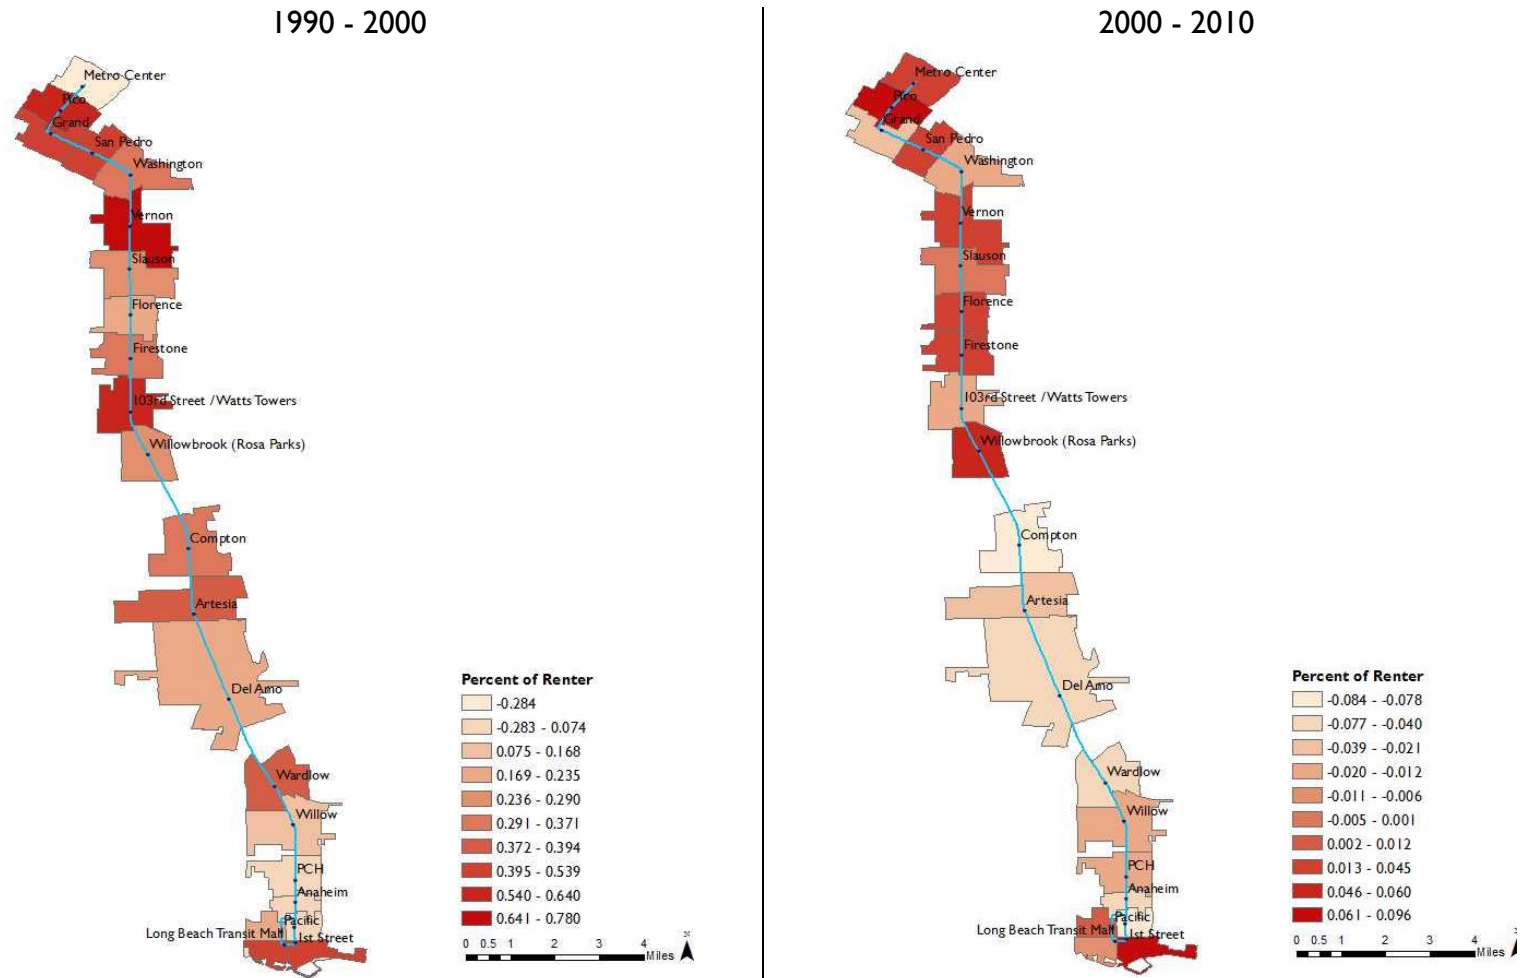 1990 - 2000
Metro Center
Pico
Grand
San Pedro
Washington
Vernon
Slauson
Florence
Firestone
103rd Street / Watts Towers
Willowbrook (Rosa Parks)
Compton
Artesia
Del Amo
Wardlow
Willow
PCH
Anaheim
Pacific
Long Beach Transit Mall
1st Street
Percent of Renter
-0.284
-0.283 - 0.074
0.075 - 0.168
0.169 - 0.235
0.236 - 0.290
0.291 - 0.371
0.372 - 0.394
0.395 - 0.539
0.540 - 0.640
0.641 - 0.780
0 0.5 1 2 3 4
Miles
2000 - 2010
Metro Center
Pico
Grand
San Pedro
Washington
Vernon
Slauson
Florence
Firestone
103rd Street / Watts Towers
Willowbrook (Rosa Parks)
Compton
Artesia
Del Amo
Wardlow
Willow
PCH
Anaheim
Pacific
Long Beach Transit Mall
1st Street
Percent of Renter
-0.084 - -0.078
-0.077 - -0.040
-0.039 - -0.021
-0.020 - -0.012
-0.011 - -0.006
-0.005 - 0.001
0.002 - 0.012
0.013 - 0.045
0.046 - 0.060
0.061 - 0.096
0 0.5 1 2 3 4
Miles